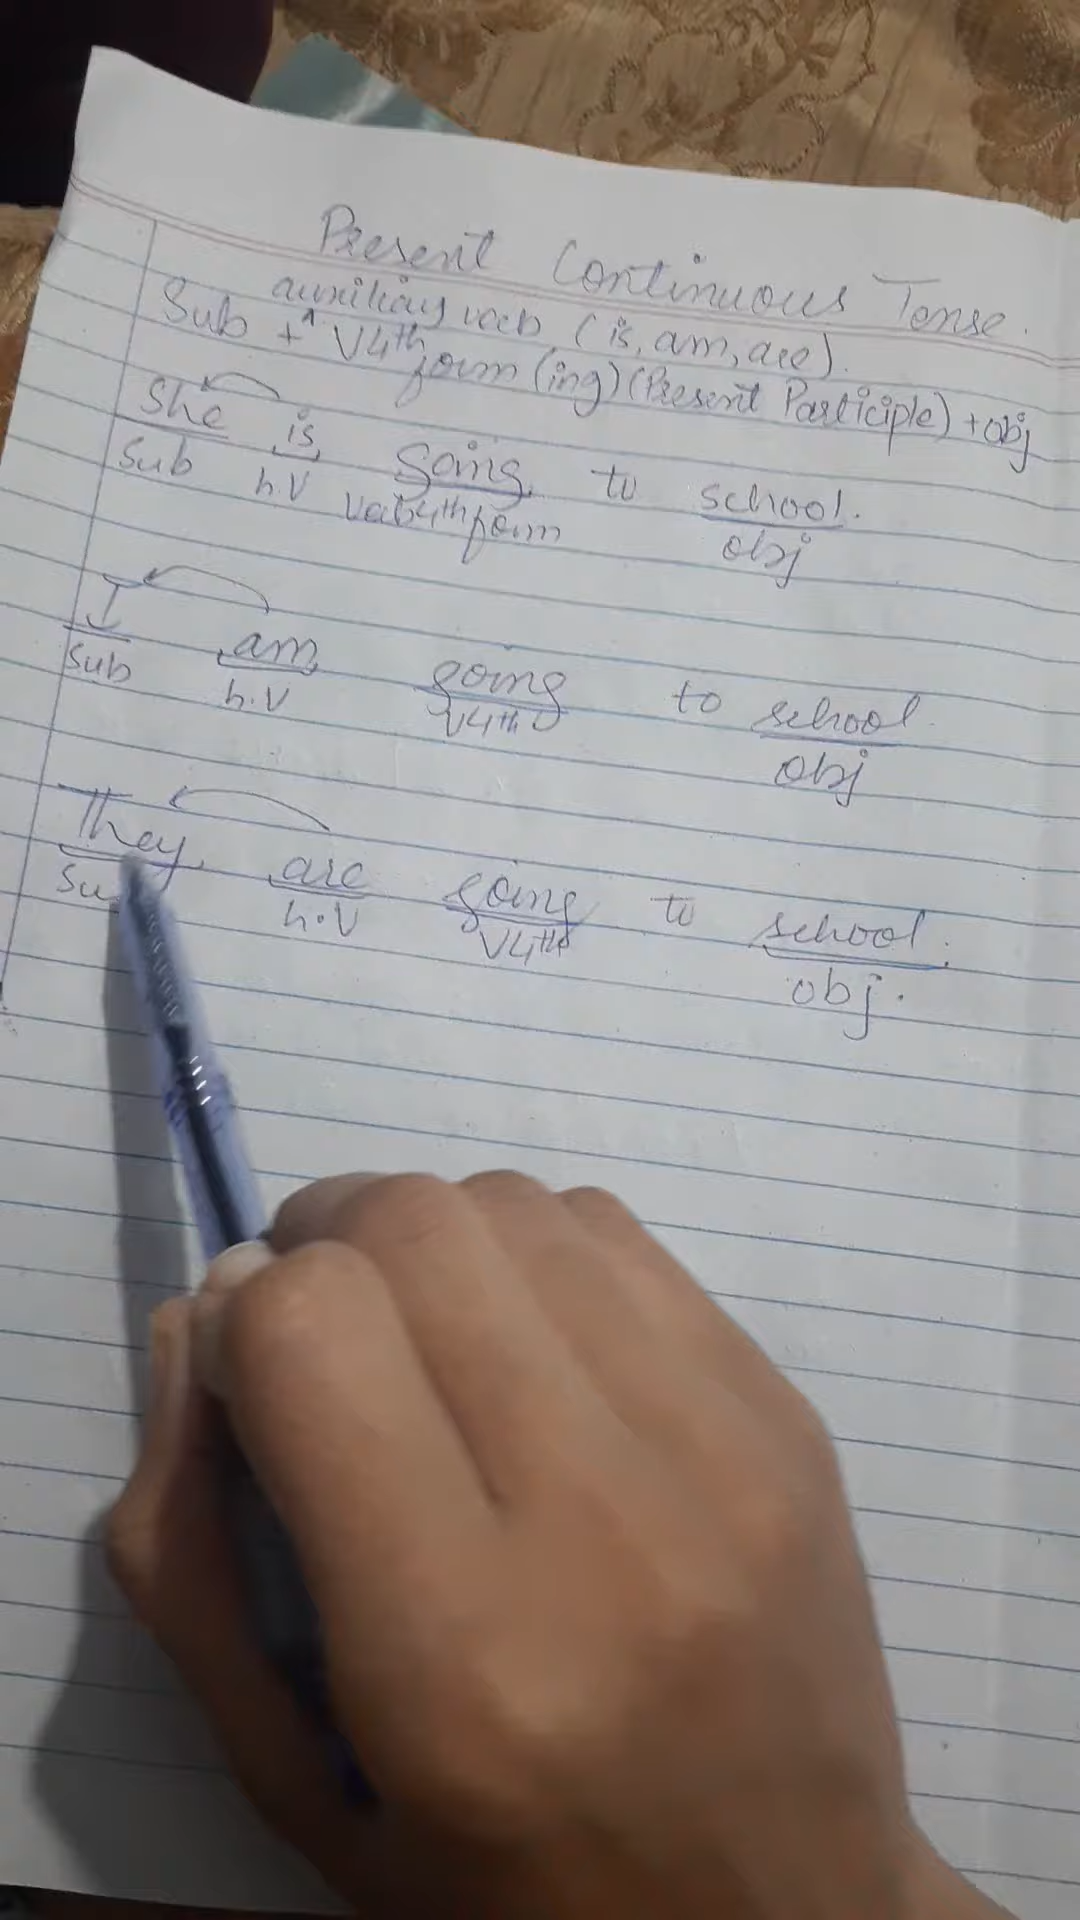 Present Continuous Tense.
auxiliary verb (is, am, are).
Sub + ^ V4th form (ing) (Present Participle) + obj
She is going to school.
Sub h.V Verb4th form obj
I am going to school.
Sub h.V V4th obj
They are going to school.
Su h.V V4th obj.